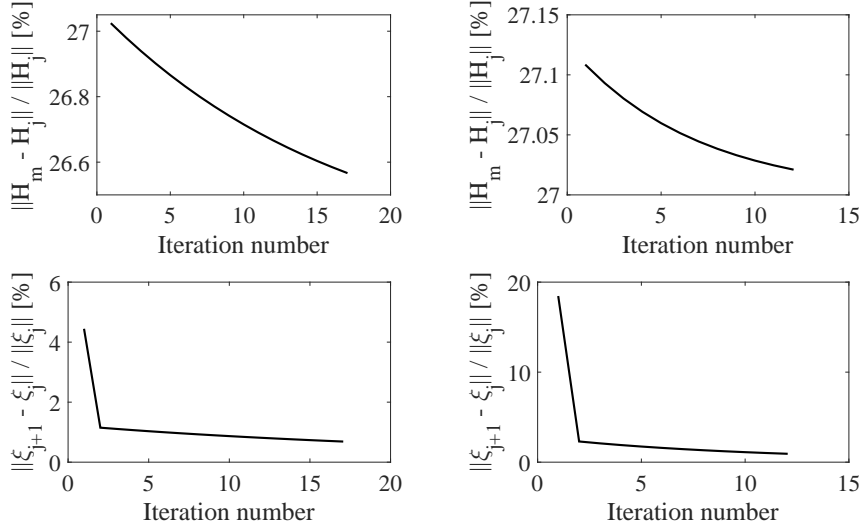 ||H_m - H_j|| / ||H_j|| [%]
27
26.8
26.6
0 5 10 15 20
Iteration number
||H_m - H_j|| / ||H_j|| [%]
27.15
27.1
27.05
27
0 5 10 15
Iteration number
||ξ_{j+1} - ξ_j|| / ||ξ_j|| [%]
6
4
2
0
0 5 10 15 20
Iteration number
||ξ_{j+1} - ξ_j|| / ||ξ_j|| [%]
20
10
0
0 5 10 15
Iteration number